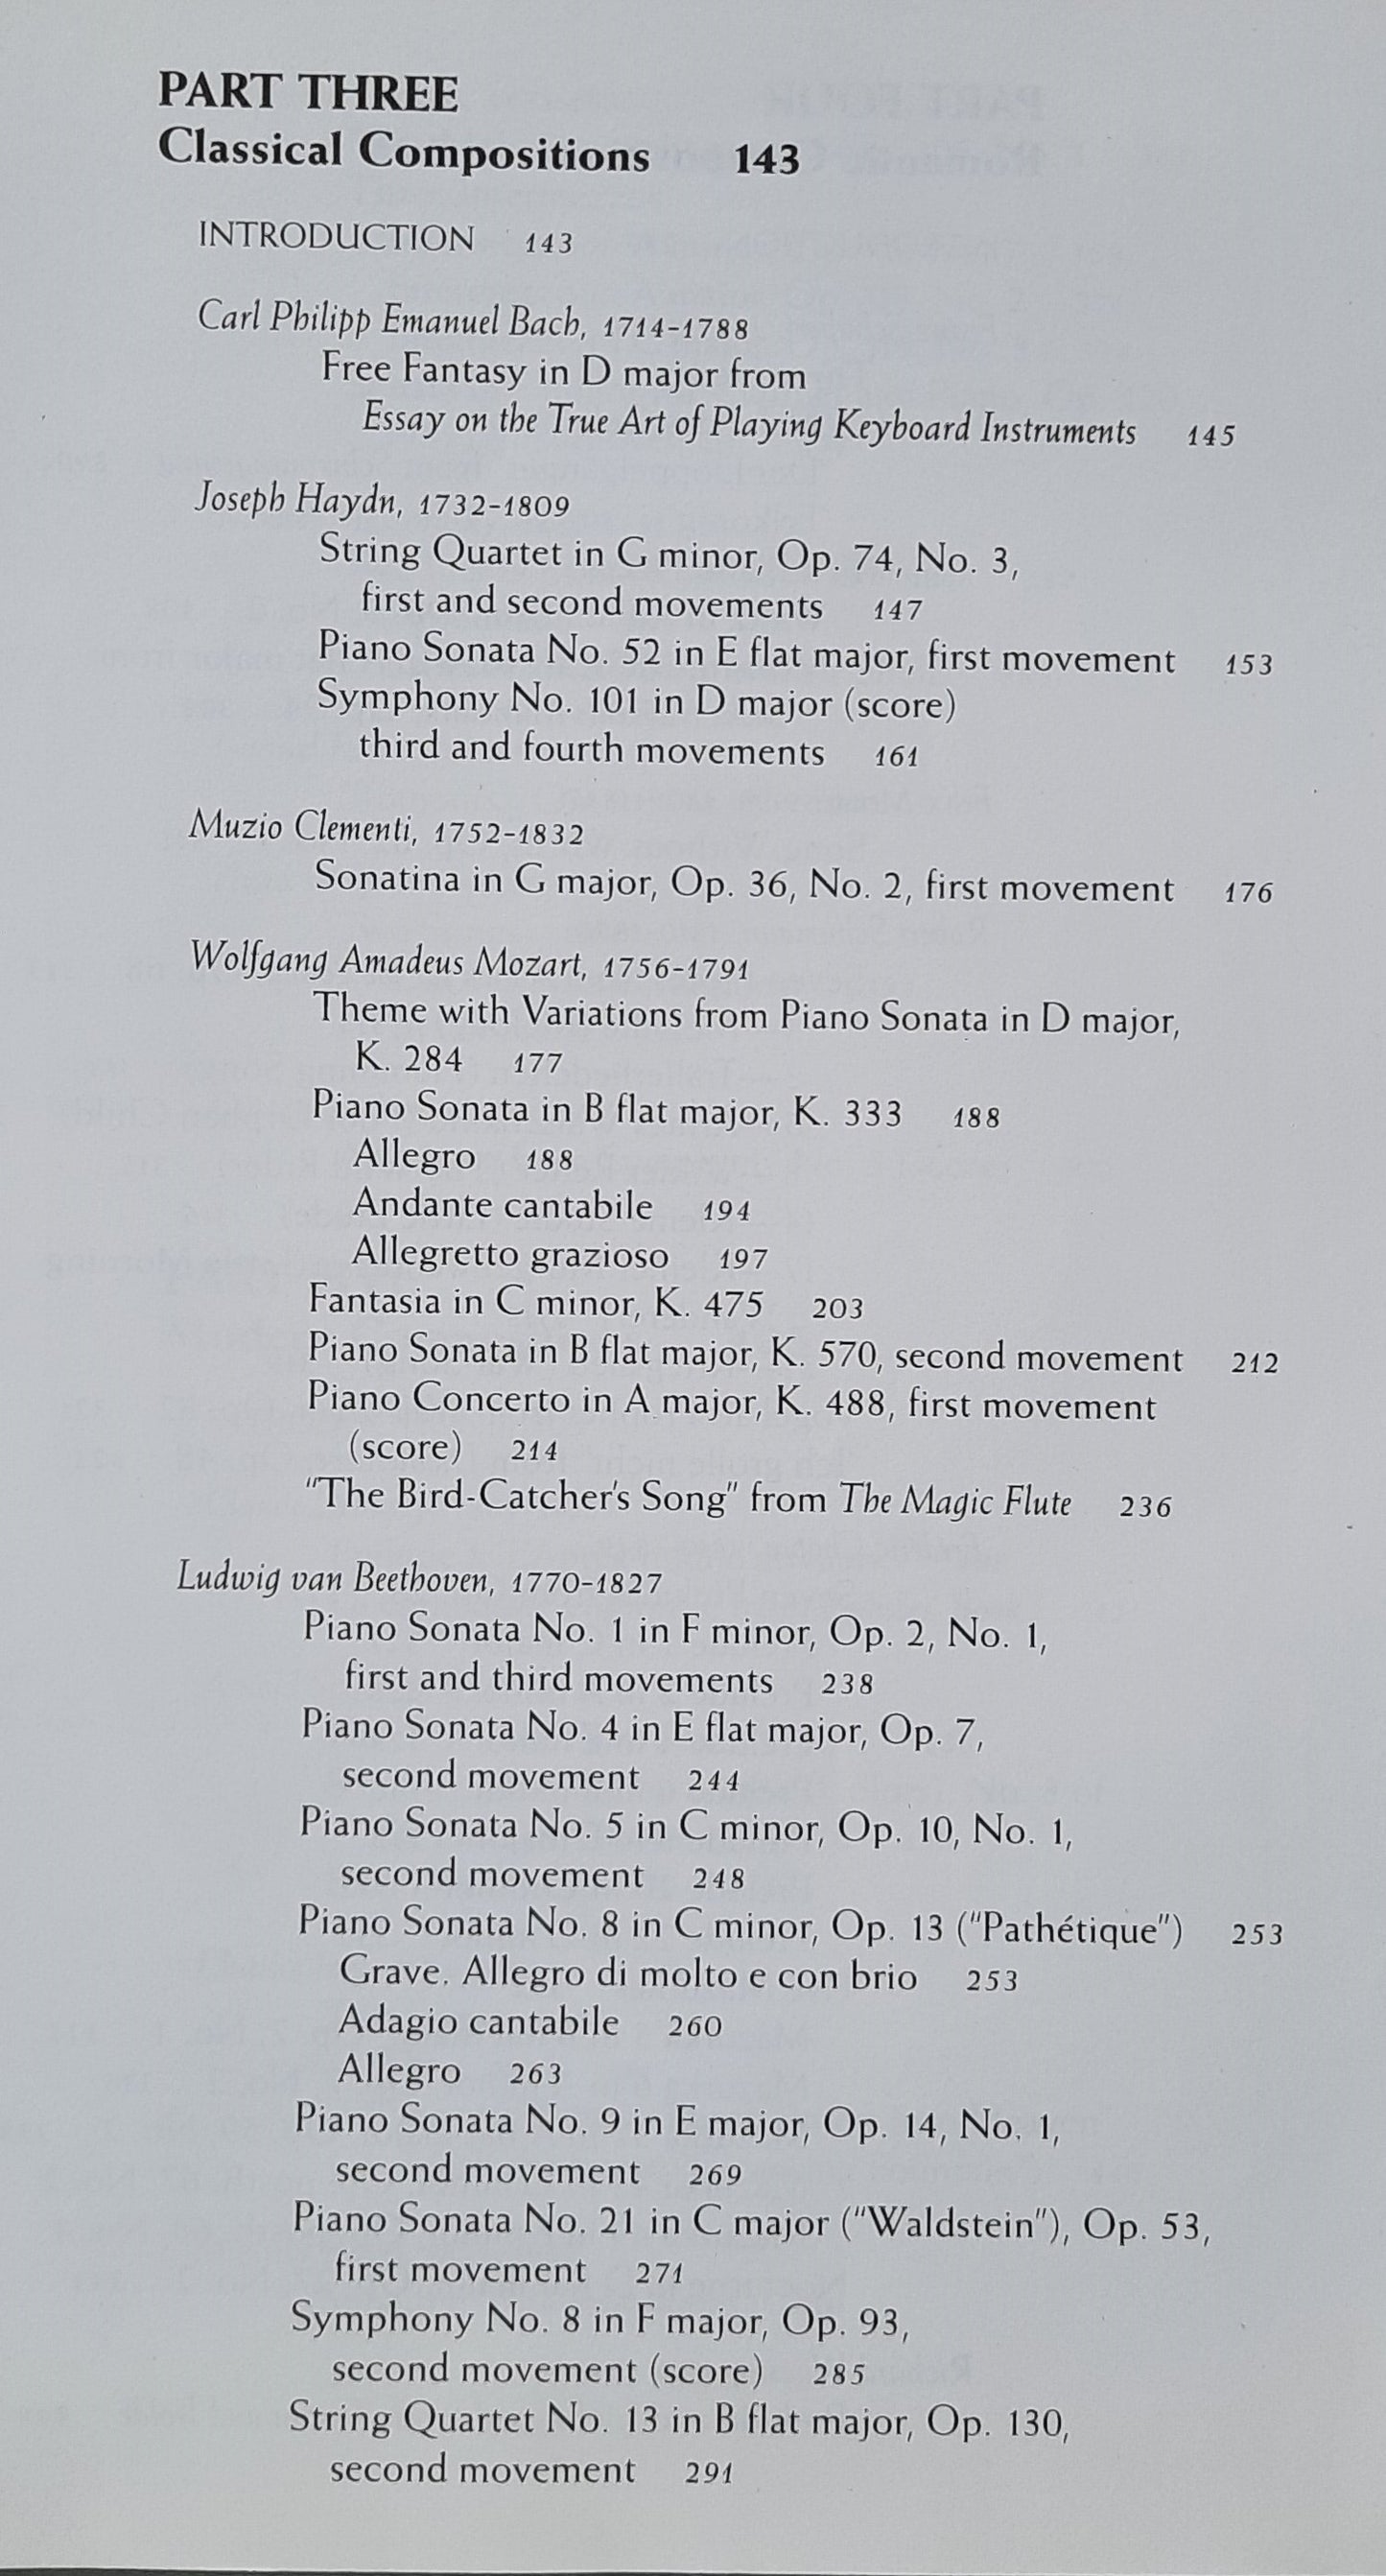 PART THREE
Classical Compositions 143
INTRODUCTION 143
Carl Philipp Emanuel Bach, 1714-1788
Free Fantasy in D major from
Essay on the True Art of Playing Keyboard Instruments 145
Joseph Haydn, 1732-1809
String Quartet in G minor, Op. 74, No. 3,
first and second movements 147
Piano Sonata No. 52 in E flat major, first movement 153
Symphony No. 101 in D major (score)
third and fourth movements 161
Muzio Clementi, 1752-1832
Sonatina in G major, Op. 36, No. 2, first movement 176
Wolfgang Amadeus Mozart, 1756-1791
Theme with Variations from Piano Sonata in D major,
K. 284 177
Piano Sonata in B flat major, K. 333 188
Allegro 188
Andante cantabile 194
Allegretto grazioso 197
Fantasia in C minor, K. 475 203
Piano Sonata in B flat major, K. 570, second movement 212
Piano Concerto in A major, K. 488, first movement
(score) 214
"The Bird-Catcher's Song" from The Magic Flute 236
Ludwig van Beethoven, 1770-1827
Piano Sonata No. 1 in F minor, Op. 2, No. 1,
first and third movements 238
Piano Sonata No. 4 in E flat major, Op. 7,
second movement 244
Piano Sonata No. 5 in C minor, Op. 10, No. 1,
second movement 248
Piano Sonata No. 8 in C minor, Op. 13 ("Pathétique") 253
Grave. Allegro di molto e con brio 253
Adagio cantabile 260
Allegro 263
Piano Sonata No. 9 in E major, Op. 14, No. 1,
second movement 269
Piano Sonata No. 21 in C major ("Waldstein"), Op. 53,
first movement 271
Symphony No. 8 in F major, Op. 93,
second movement (score) 285
String Quartet No. 13 in B flat major, Op. 130,
second movement 291